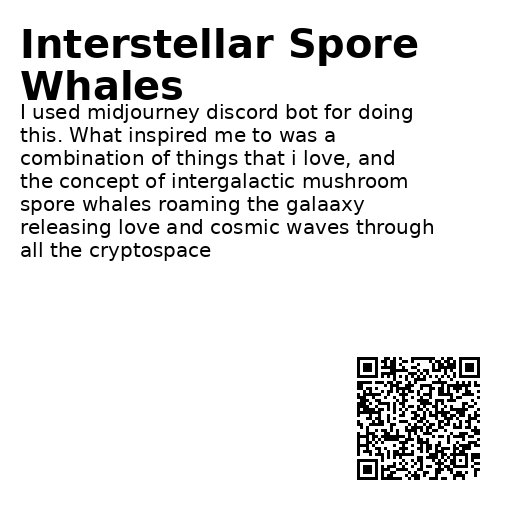 Interstellar Spore
Whales
I used midjourney discord bot for doing
this. What inspired me to was a
combination of things that i love, and
the concept of intergalactic mushroom
spore whales roaming the galaaxy
releasing love and cosmic waves through
all the cryptospace